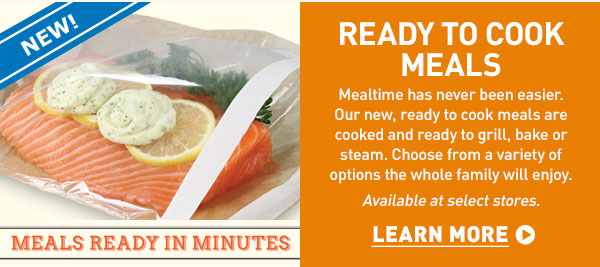 NEW!
MEALS READY IN MINUTES
READY TO COOK
MEALS
Mealtime has never been easier.
Our new, ready to cook meals are
cooked and ready to grill, bake or
steam. Choose from a variety of
options the whole family will enjoy.
Available at select stores.
LEARN MORE